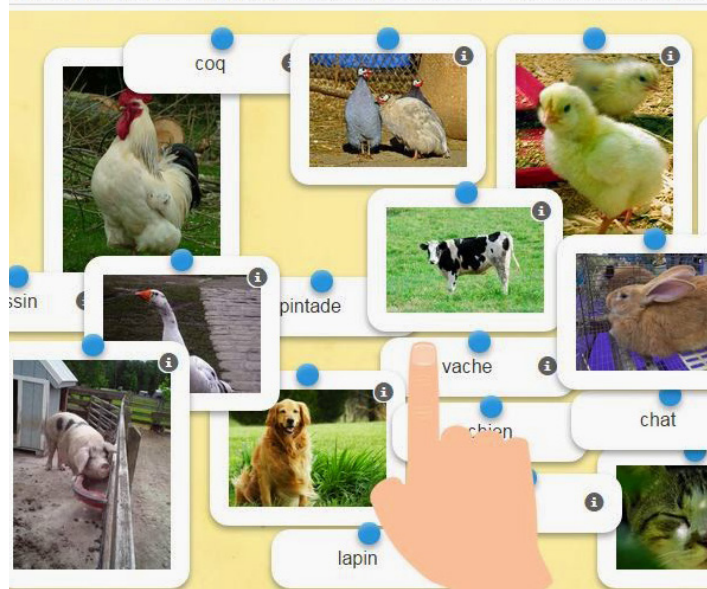 coq
ssin
pintade
vache
chien
chat
lapin